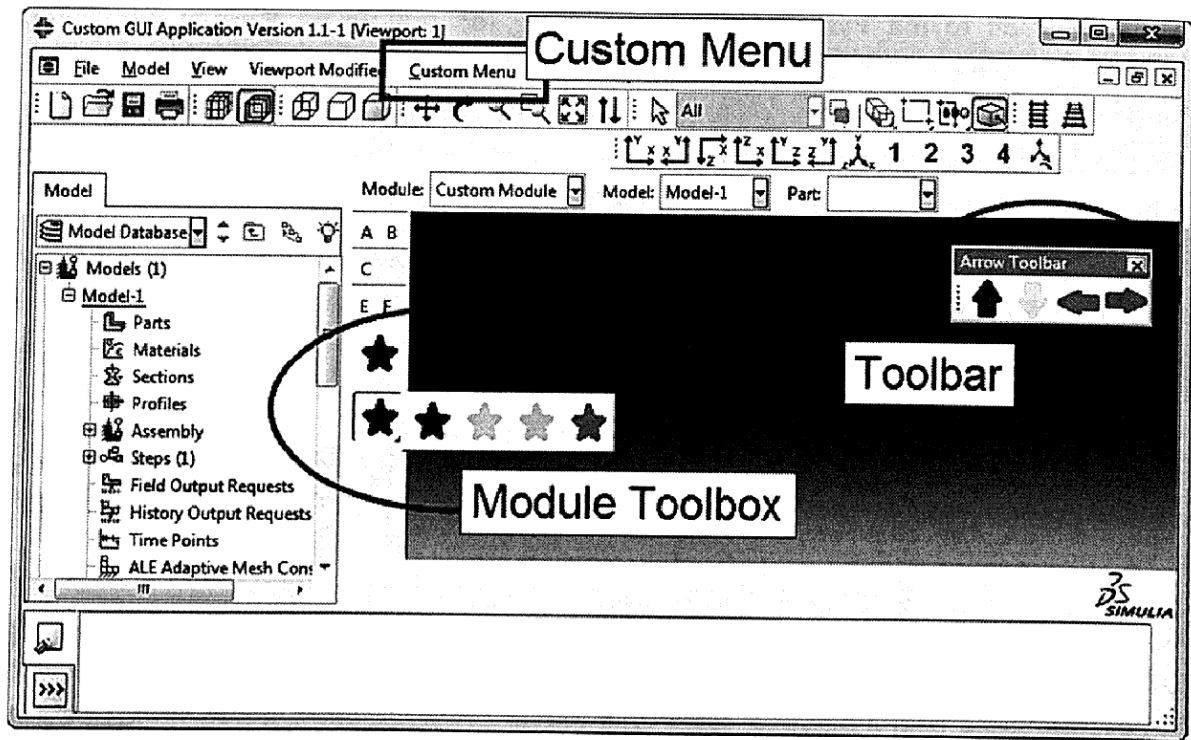 Custom GUI Application Version 1.1-1 [Viewport: 1]
Custom Menu
File Model View Viewport Modifie Custom Menu
All
1 2 3 4
Model
Module: Custom Module Model: Model-1 Part:
Model Database
A B
Models (1)
C
Arrow Toolbar
Model-1
E F
Parts
Materials
Sections
Toolbar
Profiles
Assembly
Steps (1)
Field Output Requests
Module Toolbox
History Output Requests
Time Points
ALE Adaptive Mesh Cons
SIMULIA
>>>